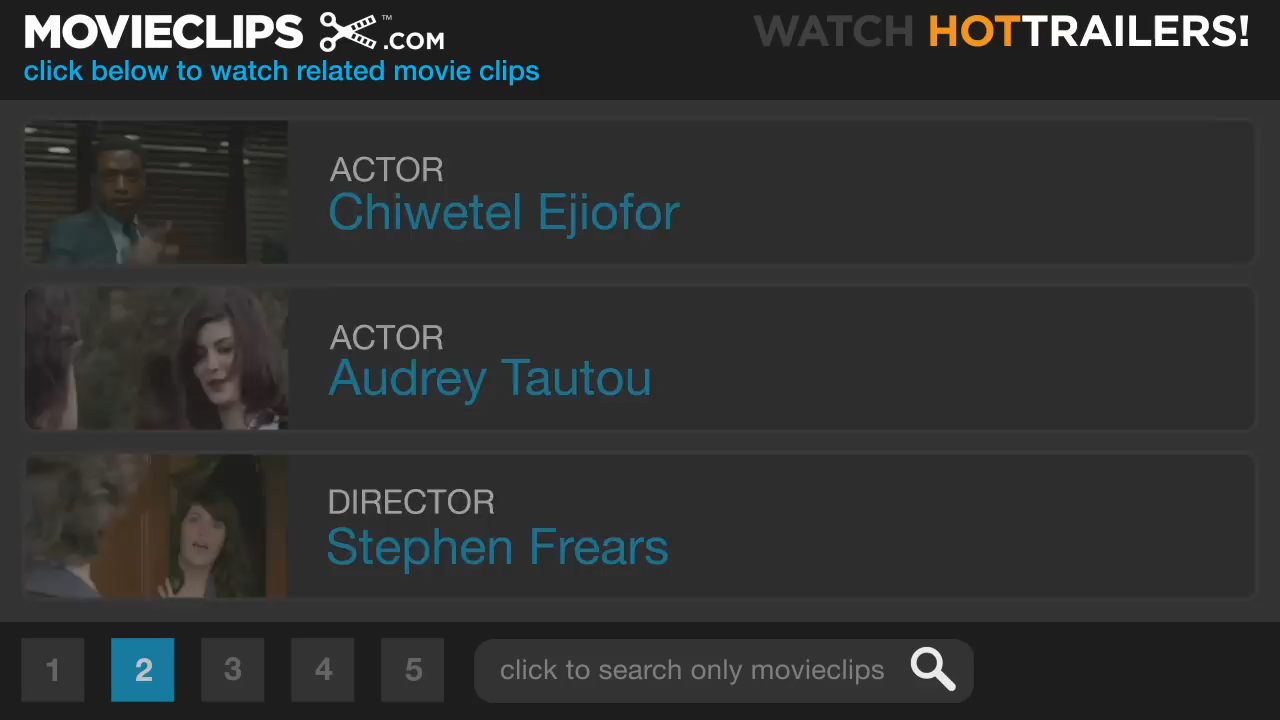 MOVIECLIPS ™ .COM
WATCH HOTTRAILERS!
click below to watch related movie clips
ACTOR
Chiwetel Ejiofor
ACTOR
Audrey Tautou
DIRECTOR
Stephen Frears
1 2 3 4 5
click to search only movieclips